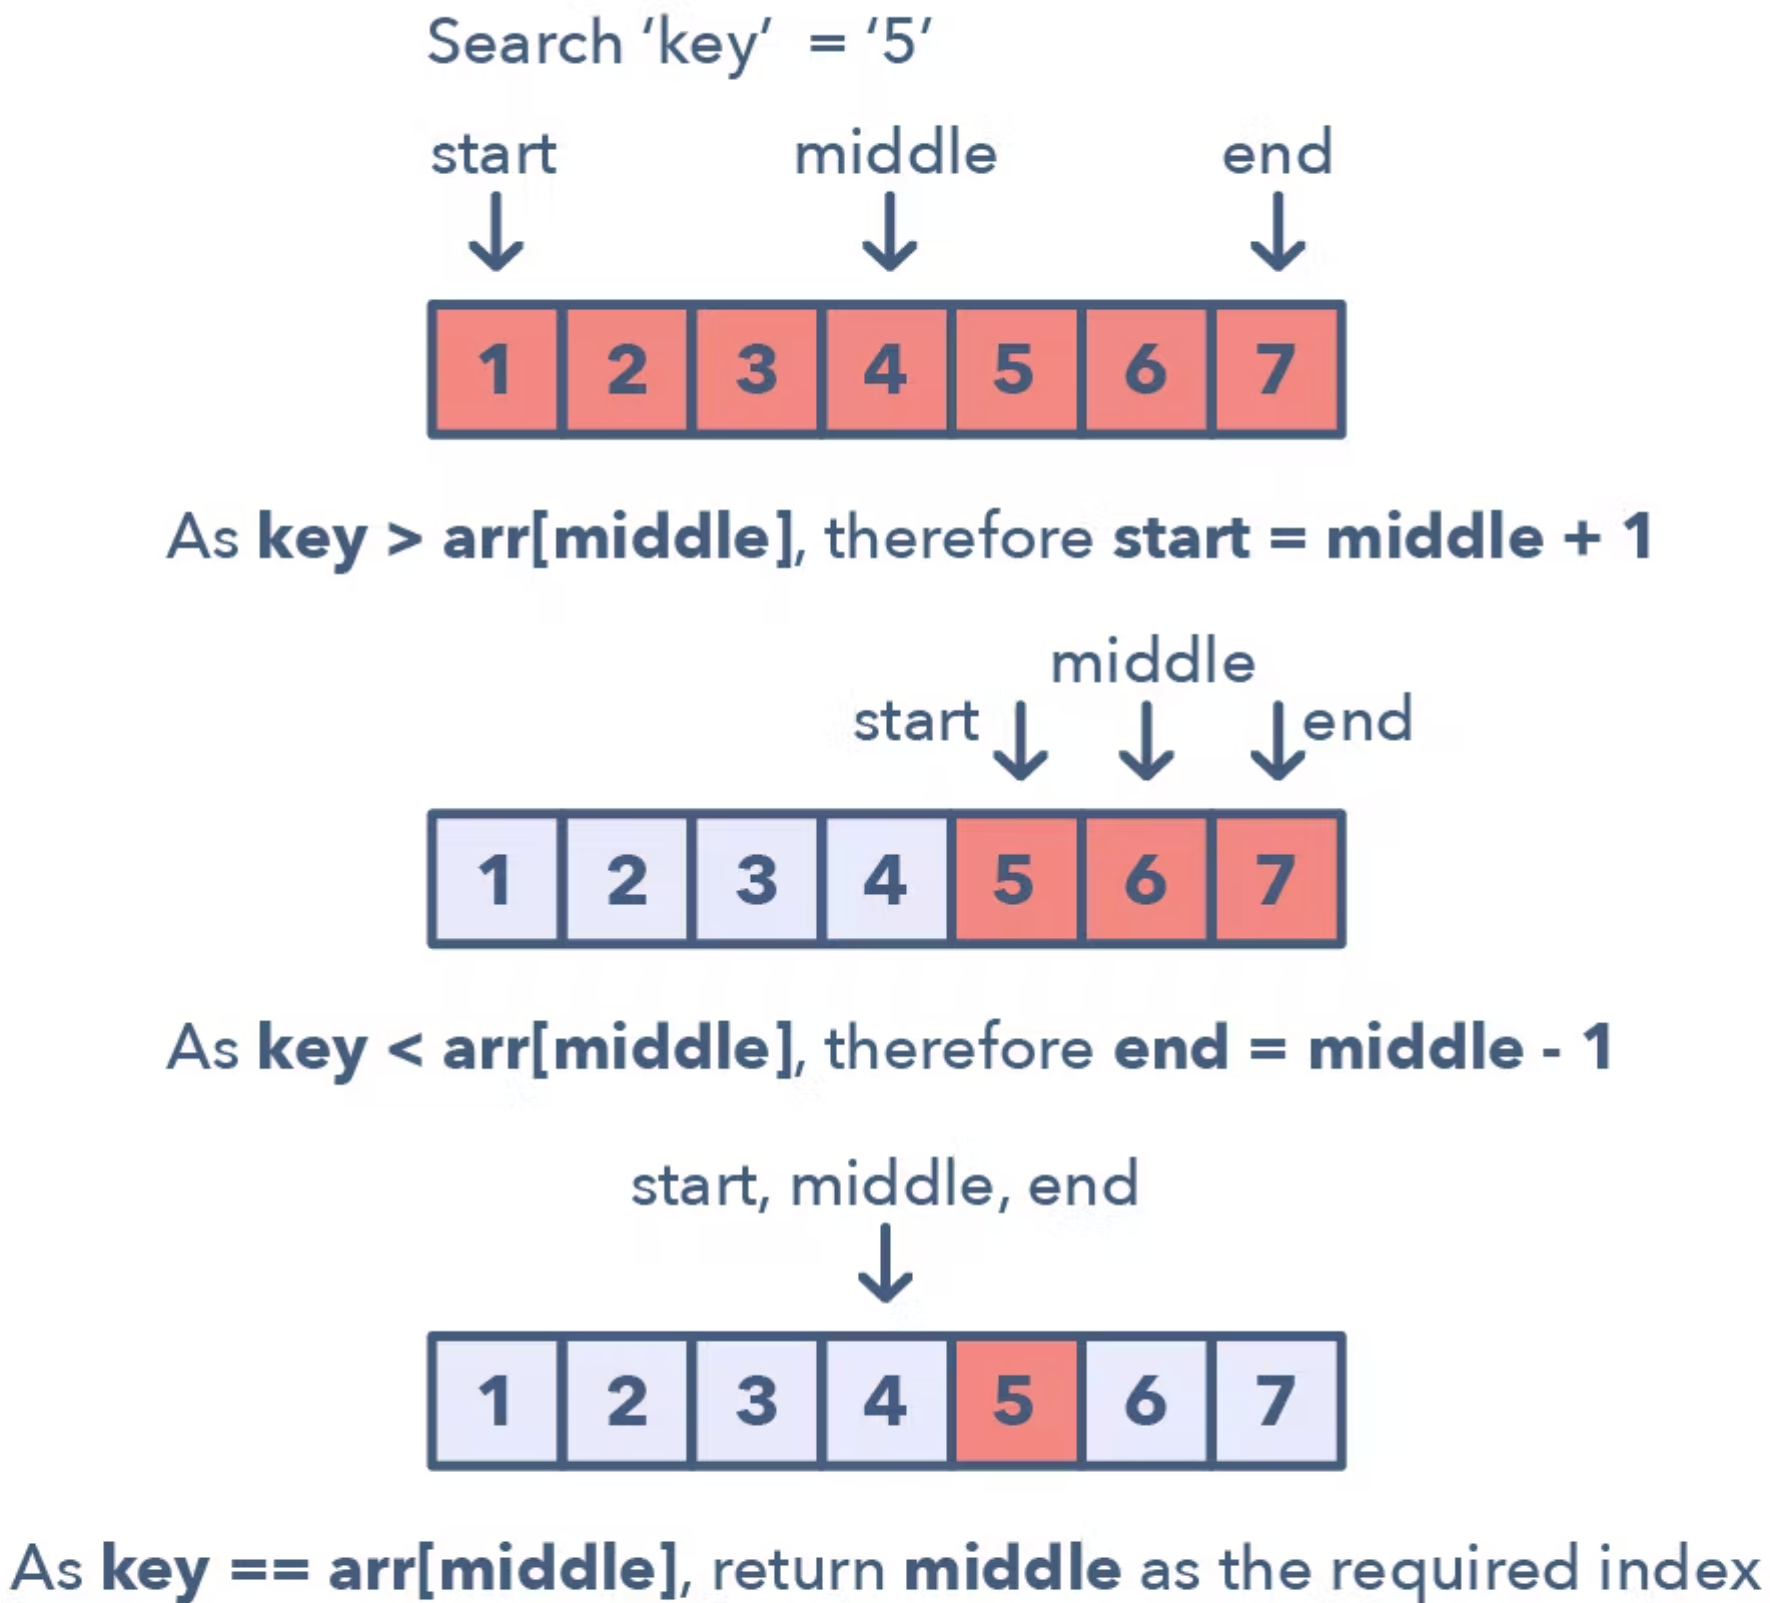 Search ‘key’ = ‘5’
start middle end
1 2 3 4 5 6 7
As key > arr[middle], therefore start = middle + 1
middle
start end
1 2 3 4 5 6 7
As key < arr[middle], therefore end = middle - 1
start, middle, end
1 2 3 4 5 6 7
As key == arr[middle], return middle as the required index